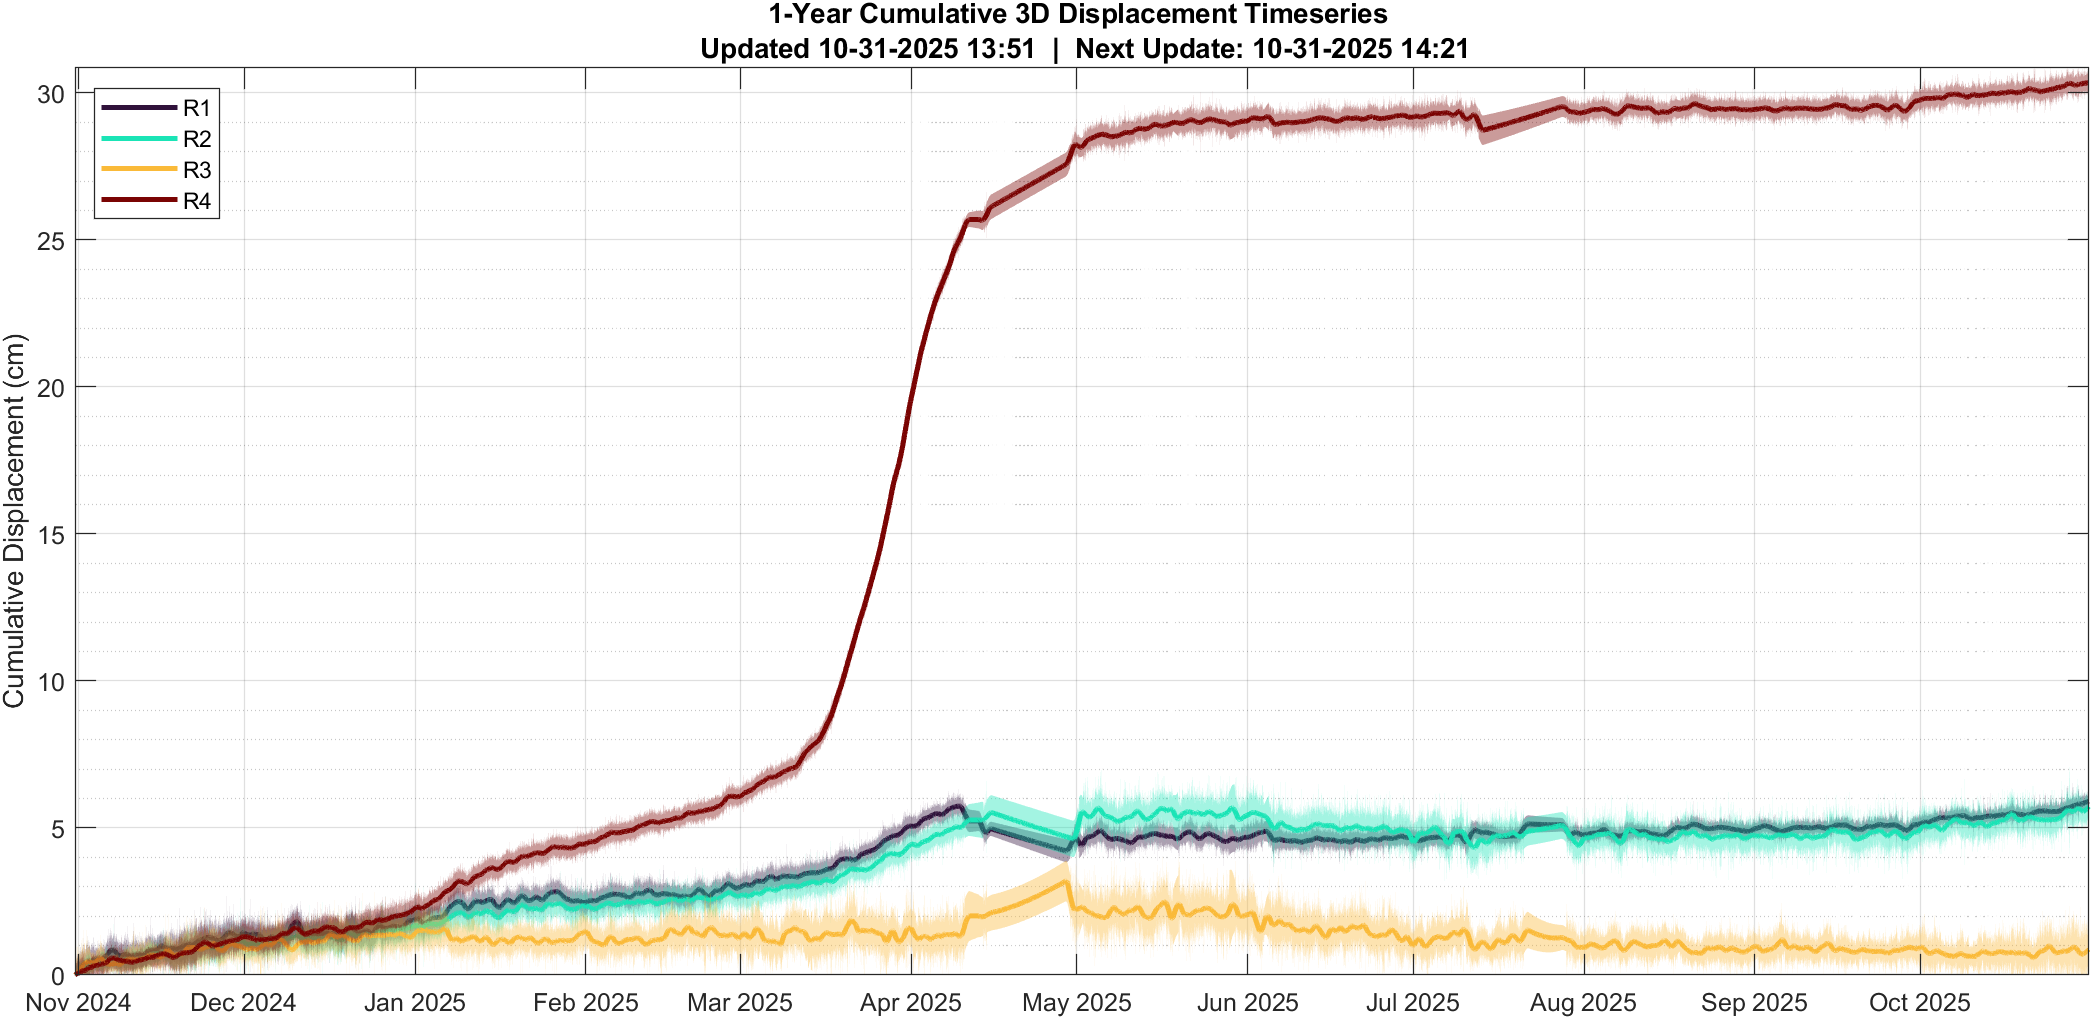 1-Year Cumulative 3D Displacement Timeseries
Updated 10-31-2025 13:51 | Next Update: 10-31-2025 14:21
R1
R2
R3
R4
Cumulative Displacement (cm)
30
25
20
15
10
5
0
Nov 2024 Dec 2024 Jan 2025 Feb 2025 Mar 2025 Apr 2025 May 2025 Jun 2025 Jul 2025 Aug 2025 Sep 2025 Oct 2025